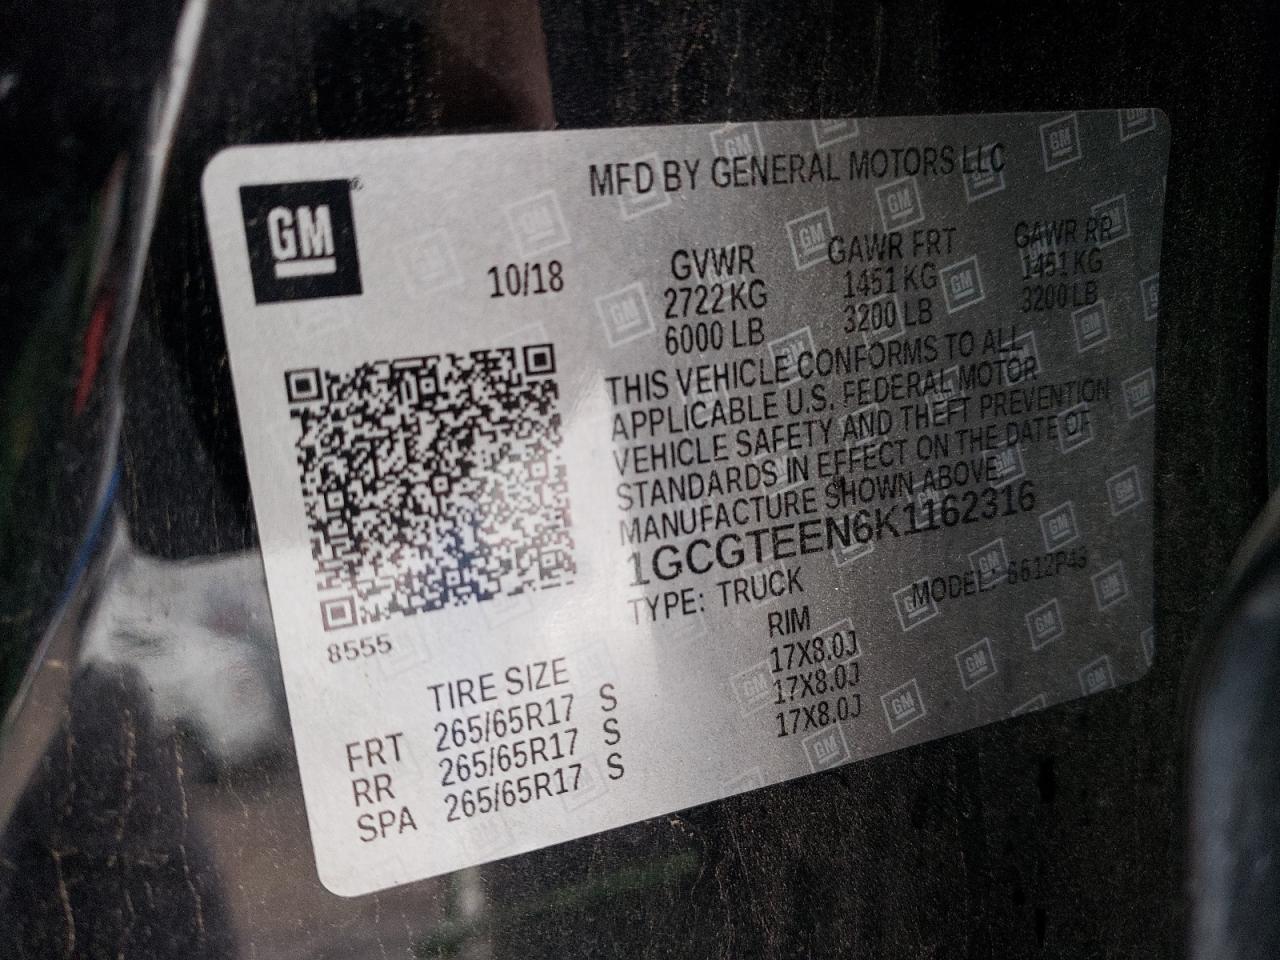 GM
MFD BY GENERAL MOTORS LLC
10/18
GVWR GAWR FRT GAWR RR
2722 KG 1451 KG 1451 KG
6000 LB 3200 LB 3200 LB
THIS VEHICLE CONFORMS TO ALL
APPLICABLE U.S. FEDERAL MOTOR
VEHICLE SAFETY AND THEFT PREVENTION
STANDARDS IN EFFECT ON THE DATE OF
MANUFACTURE SHOWN ABOVE
1GCGTEEN6K1162316
TYPE: TRUCK MODEL:
8555
TIRE SIZE RIM
FRT 265/65R17 S 17X8.0J
RR 265/65R17 S 17X8.0J
SPA 265/65R17 S 17X8.0J